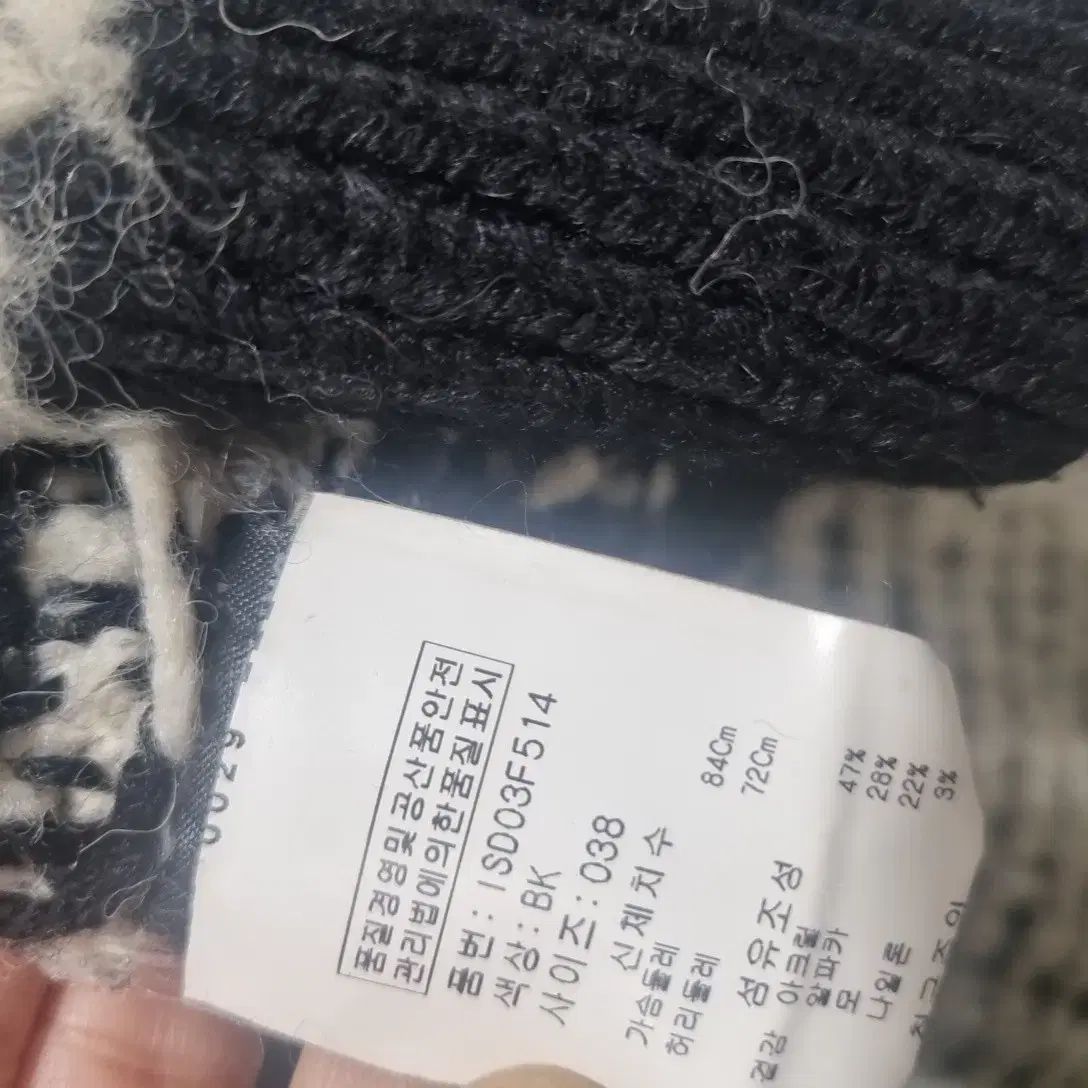 품질경영및공산품안전
관리법에의한품질표시
품번: ISD03F514
색상: BK
사이즈: 038
신체치수
가슴둘레 84Cm
허리둘레 72Cm
섬유조성
겉감 아크릴 47%
알파카 28%
모 22%
나일론 3%